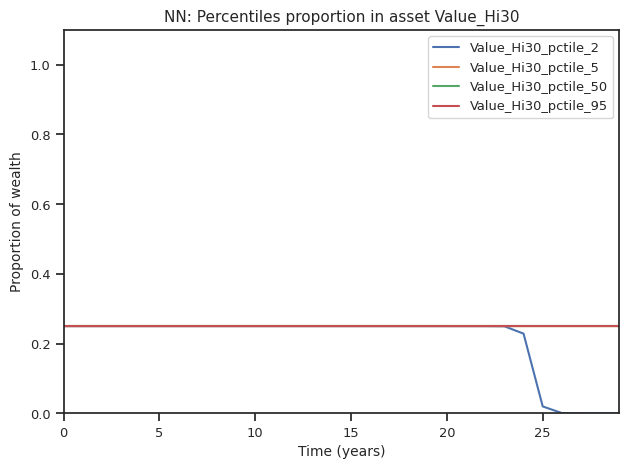 NN: Percentiles proportion in asset Value_Hi30
Value_Hi30_pctile_2
Value_Hi30_pctile_5
Value_Hi30_pctile_50
Value_Hi30_pctile_95
Proportion of wealth
1.0
0.8
0.6
0.4
0.2
0.0
0
5
10
15
20
25
Time (years)